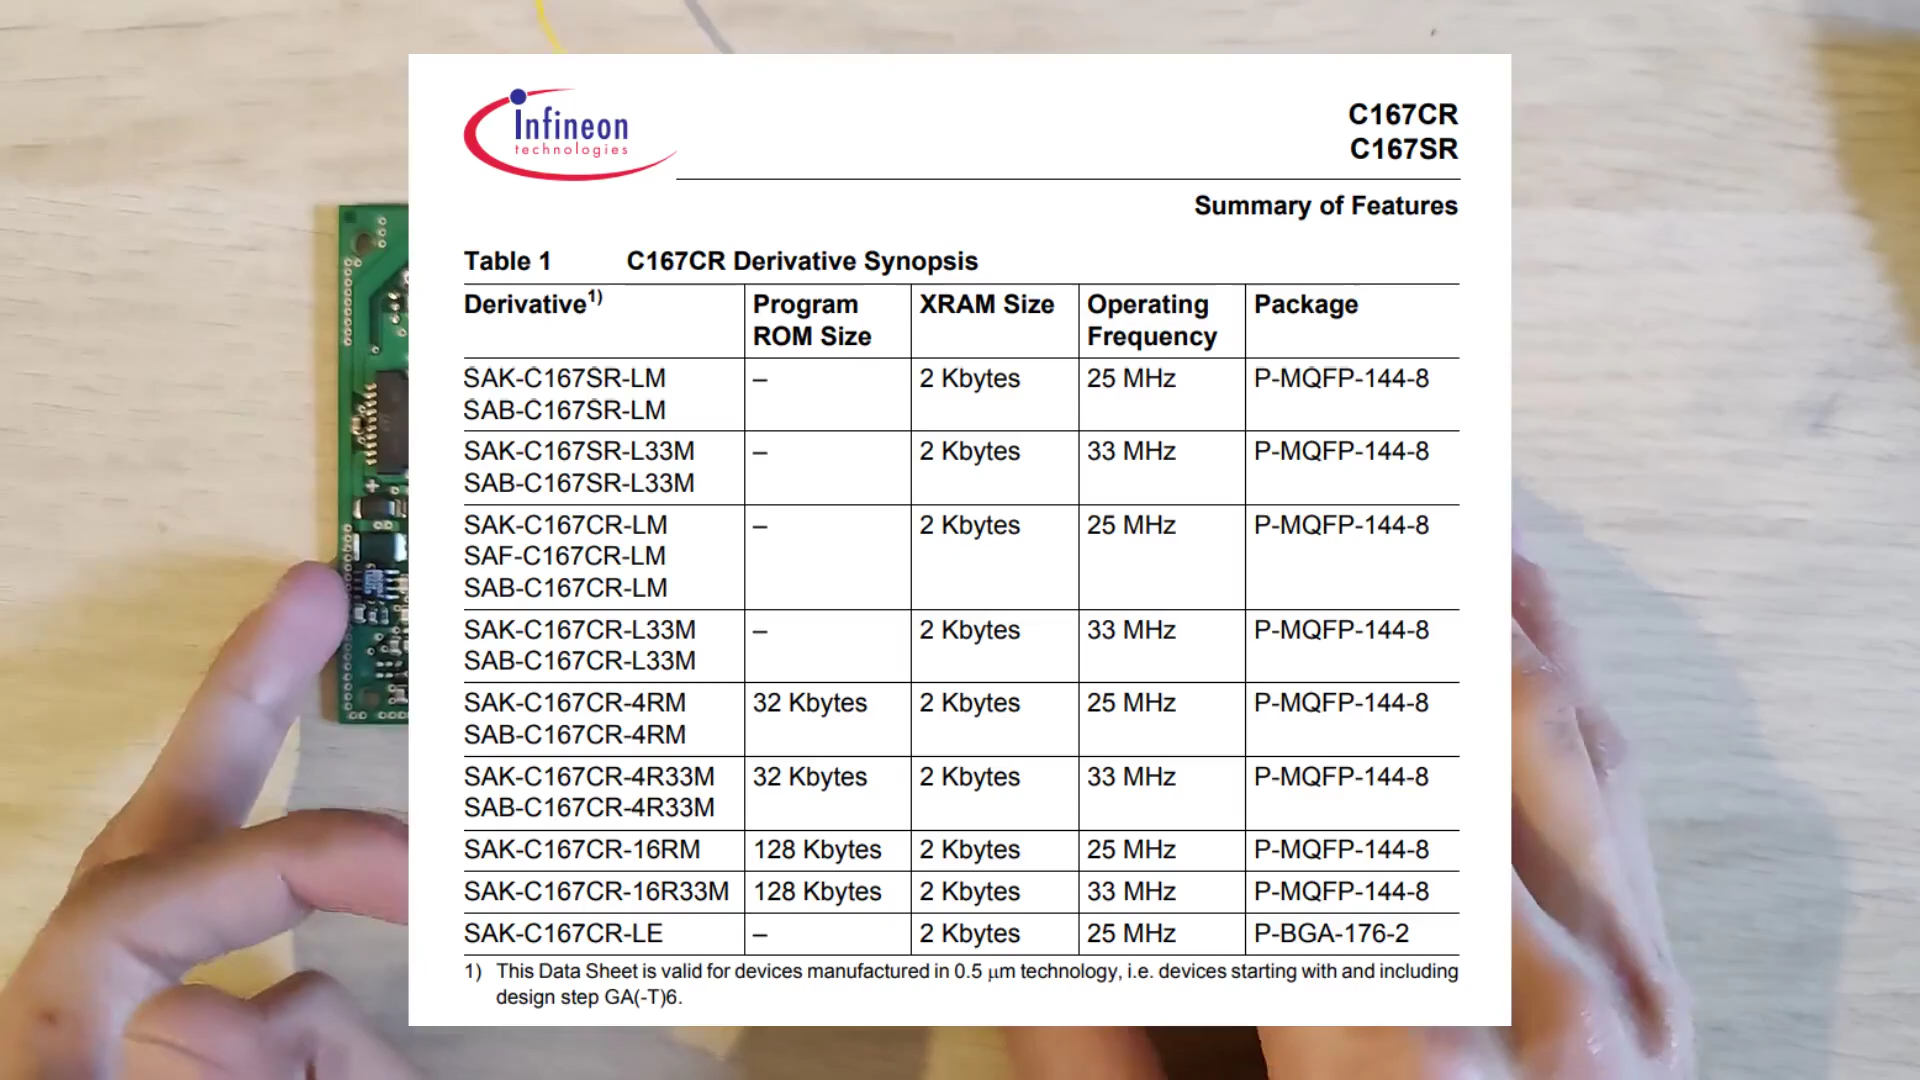 Infineon
technologies
C167CR
C167SR
Summary of Features
Table 1 C167CR Derivative Synopsis
Derivative1) Program ROM Size XRAM Size Operating Frequency Package
SAK-C167SR-LM – 2 Kbytes 25 MHz P-MQFP-144-8
SAB-C167SR-LM
SAK-C167SR-L33M – 2 Kbytes 33 MHz P-MQFP-144-8
SAB-C167SR-L33M
SAK-C167CR-LM – 2 Kbytes 25 MHz P-MQFP-144-8
SAF-C167CR-LM
SAB-C167CR-LM
SAK-C167CR-L33M – 2 Kbytes 33 MHz P-MQFP-144-8
SAB-C167CR-L33M
SAK-C167CR-4RM 32 Kbytes 2 Kbytes 25 MHz P-MQFP-144-8
SAB-C167CR-4RM
SAK-C167CR-4R33M 32 Kbytes 2 Kbytes 33 MHz P-MQFP-144-8
SAB-C167CR-4R33M
SAK-C167CR-16RM 128 Kbytes 2 Kbytes 25 MHz P-MQFP-144-8
SAK-C167CR-16R33M 128 Kbytes 2 Kbytes 33 MHz P-MQFP-144-8
SAK-C167CR-LE – 2 Kbytes 25 MHz P-BGA-176-2
1) This Data Sheet is valid for devices manufactured in 0.5 µm technology, i.e. devices starting with and including
design step GA(-T)6.